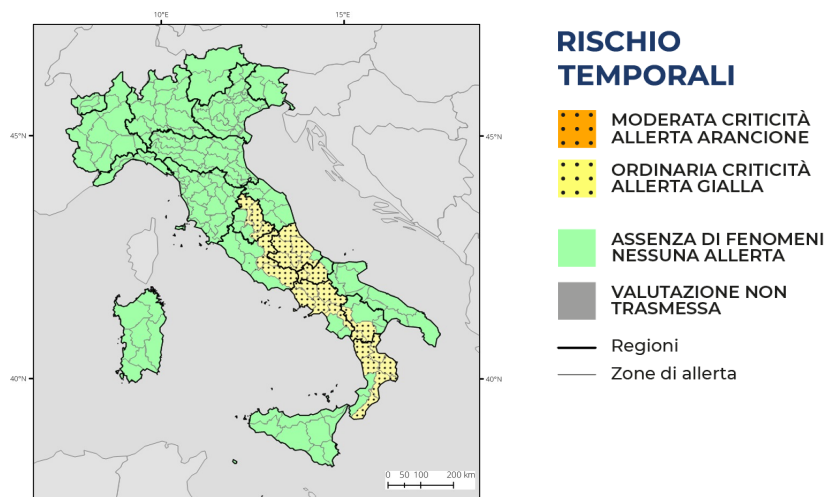 10°E
15°E
45°N
45°N
40°N
40°N
0 50 100 200 km
RISCHIO
TEMPORALI
MODERATA CRITICITÀ
ALLERTA ARANCIONE
ORDINARIA CRITICITÀ
ALLERTA GIALLA
ASSENZA DI FENOMENI
NESSUNA ALLERTA
VALUTAZIONE NON
TRASMESSA
Regioni
Zone di allerta